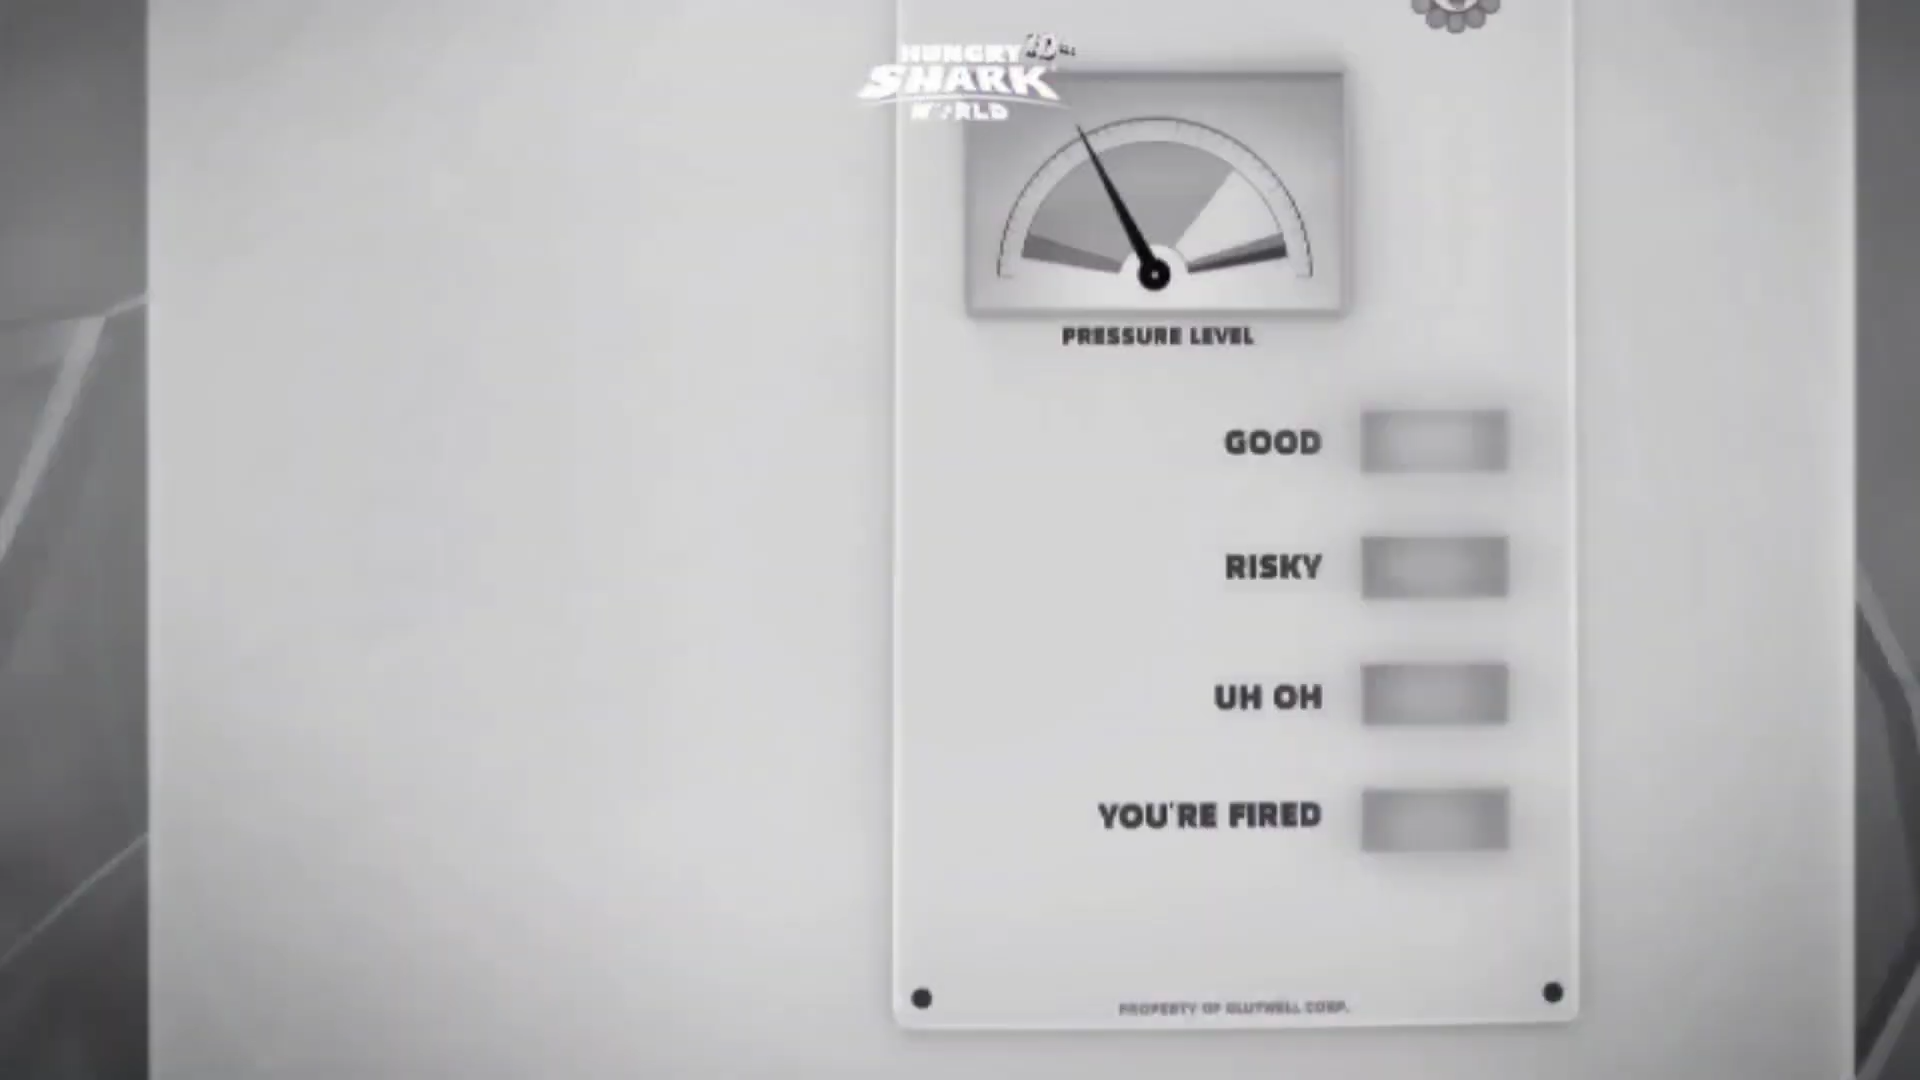 HUNGRY
SHARK
WORLD
PRESSURE LEVEL
GOOD
RISKY
UH OH
YOU'RE FIRED
PROPERTY OF GLUTWELL CORP.